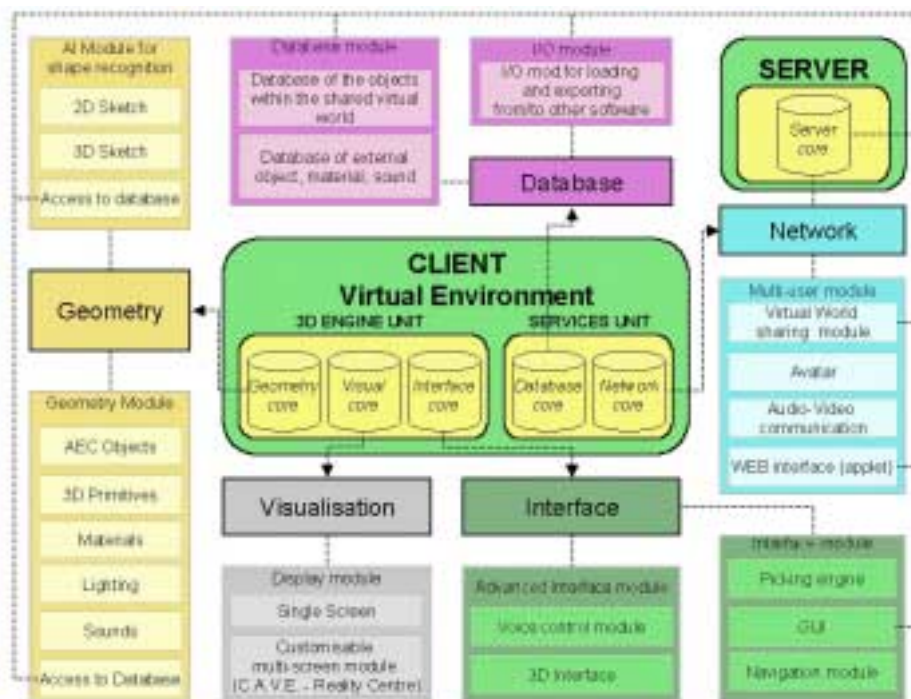 AI Module for
shape recognition
2D Sketch
3D Sketch
Access to database
Database module
Database of the objects
within the shared virtual
world
Database of external
object, material, sound
I/O module
I/O mod for loading
and exporting
from/to other software
SERVER
Server
core
Database
Network
Geometry
CLIENT
Virtual Environment
3D ENGINE UNIT
SERVICES UNIT
Geometry
core
Visual
core
Interface
core
Database
core
Network
core
Multi-user module
Virtual World
sharing module
Avatar
Audio-Video
communication
WEB interface (applet)
Geometry Module
AEC Objects
3D Primitives
Materials
Lighting
Sounds
Access to Database
Visualisation
Interface
Display module
Single Screen
Customisable
multi-screen module
(C.A.V.E. - Reality Centre)
Advanced Interface module
Voice control module
3D Interface
Interface module
Picking engine
GUI
Navigation module